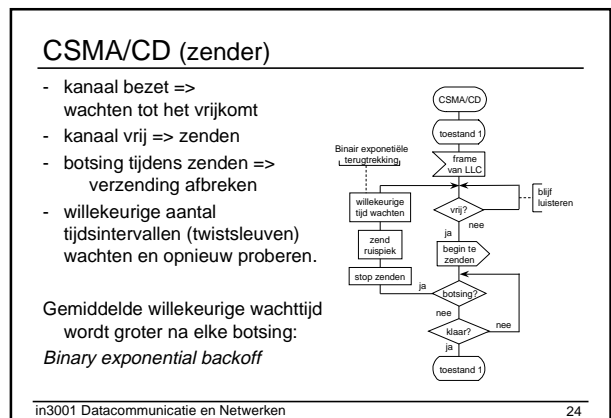 CSMA/CD (zender)
- kanaal bezet =>
wachten tot het vrijkomt
- kanaal vrij => zenden
- botsing tijdens zenden =>
verzending afbreken
- willekeurige aantal
tijdsintervallen (twistsleuven)
wachten en opnieuw proberen.
Gemiddelde willekeurige wachttijd
wordt groter na elke botsing:
Binary exponential backoff
CSMA/CD
toestand 1
Binair exponetiële
terugtrekking
frame
van LLC
willekeurige
tijd wachten
vrij?
blijf
luisteren
nee
ja
zend
ruispiek
begin te
zenden
stop zenden
ja
botsing?
nee
klaar?
nee
ja
toestand 1
in3001 Datacommunicatie en Netwerken
24